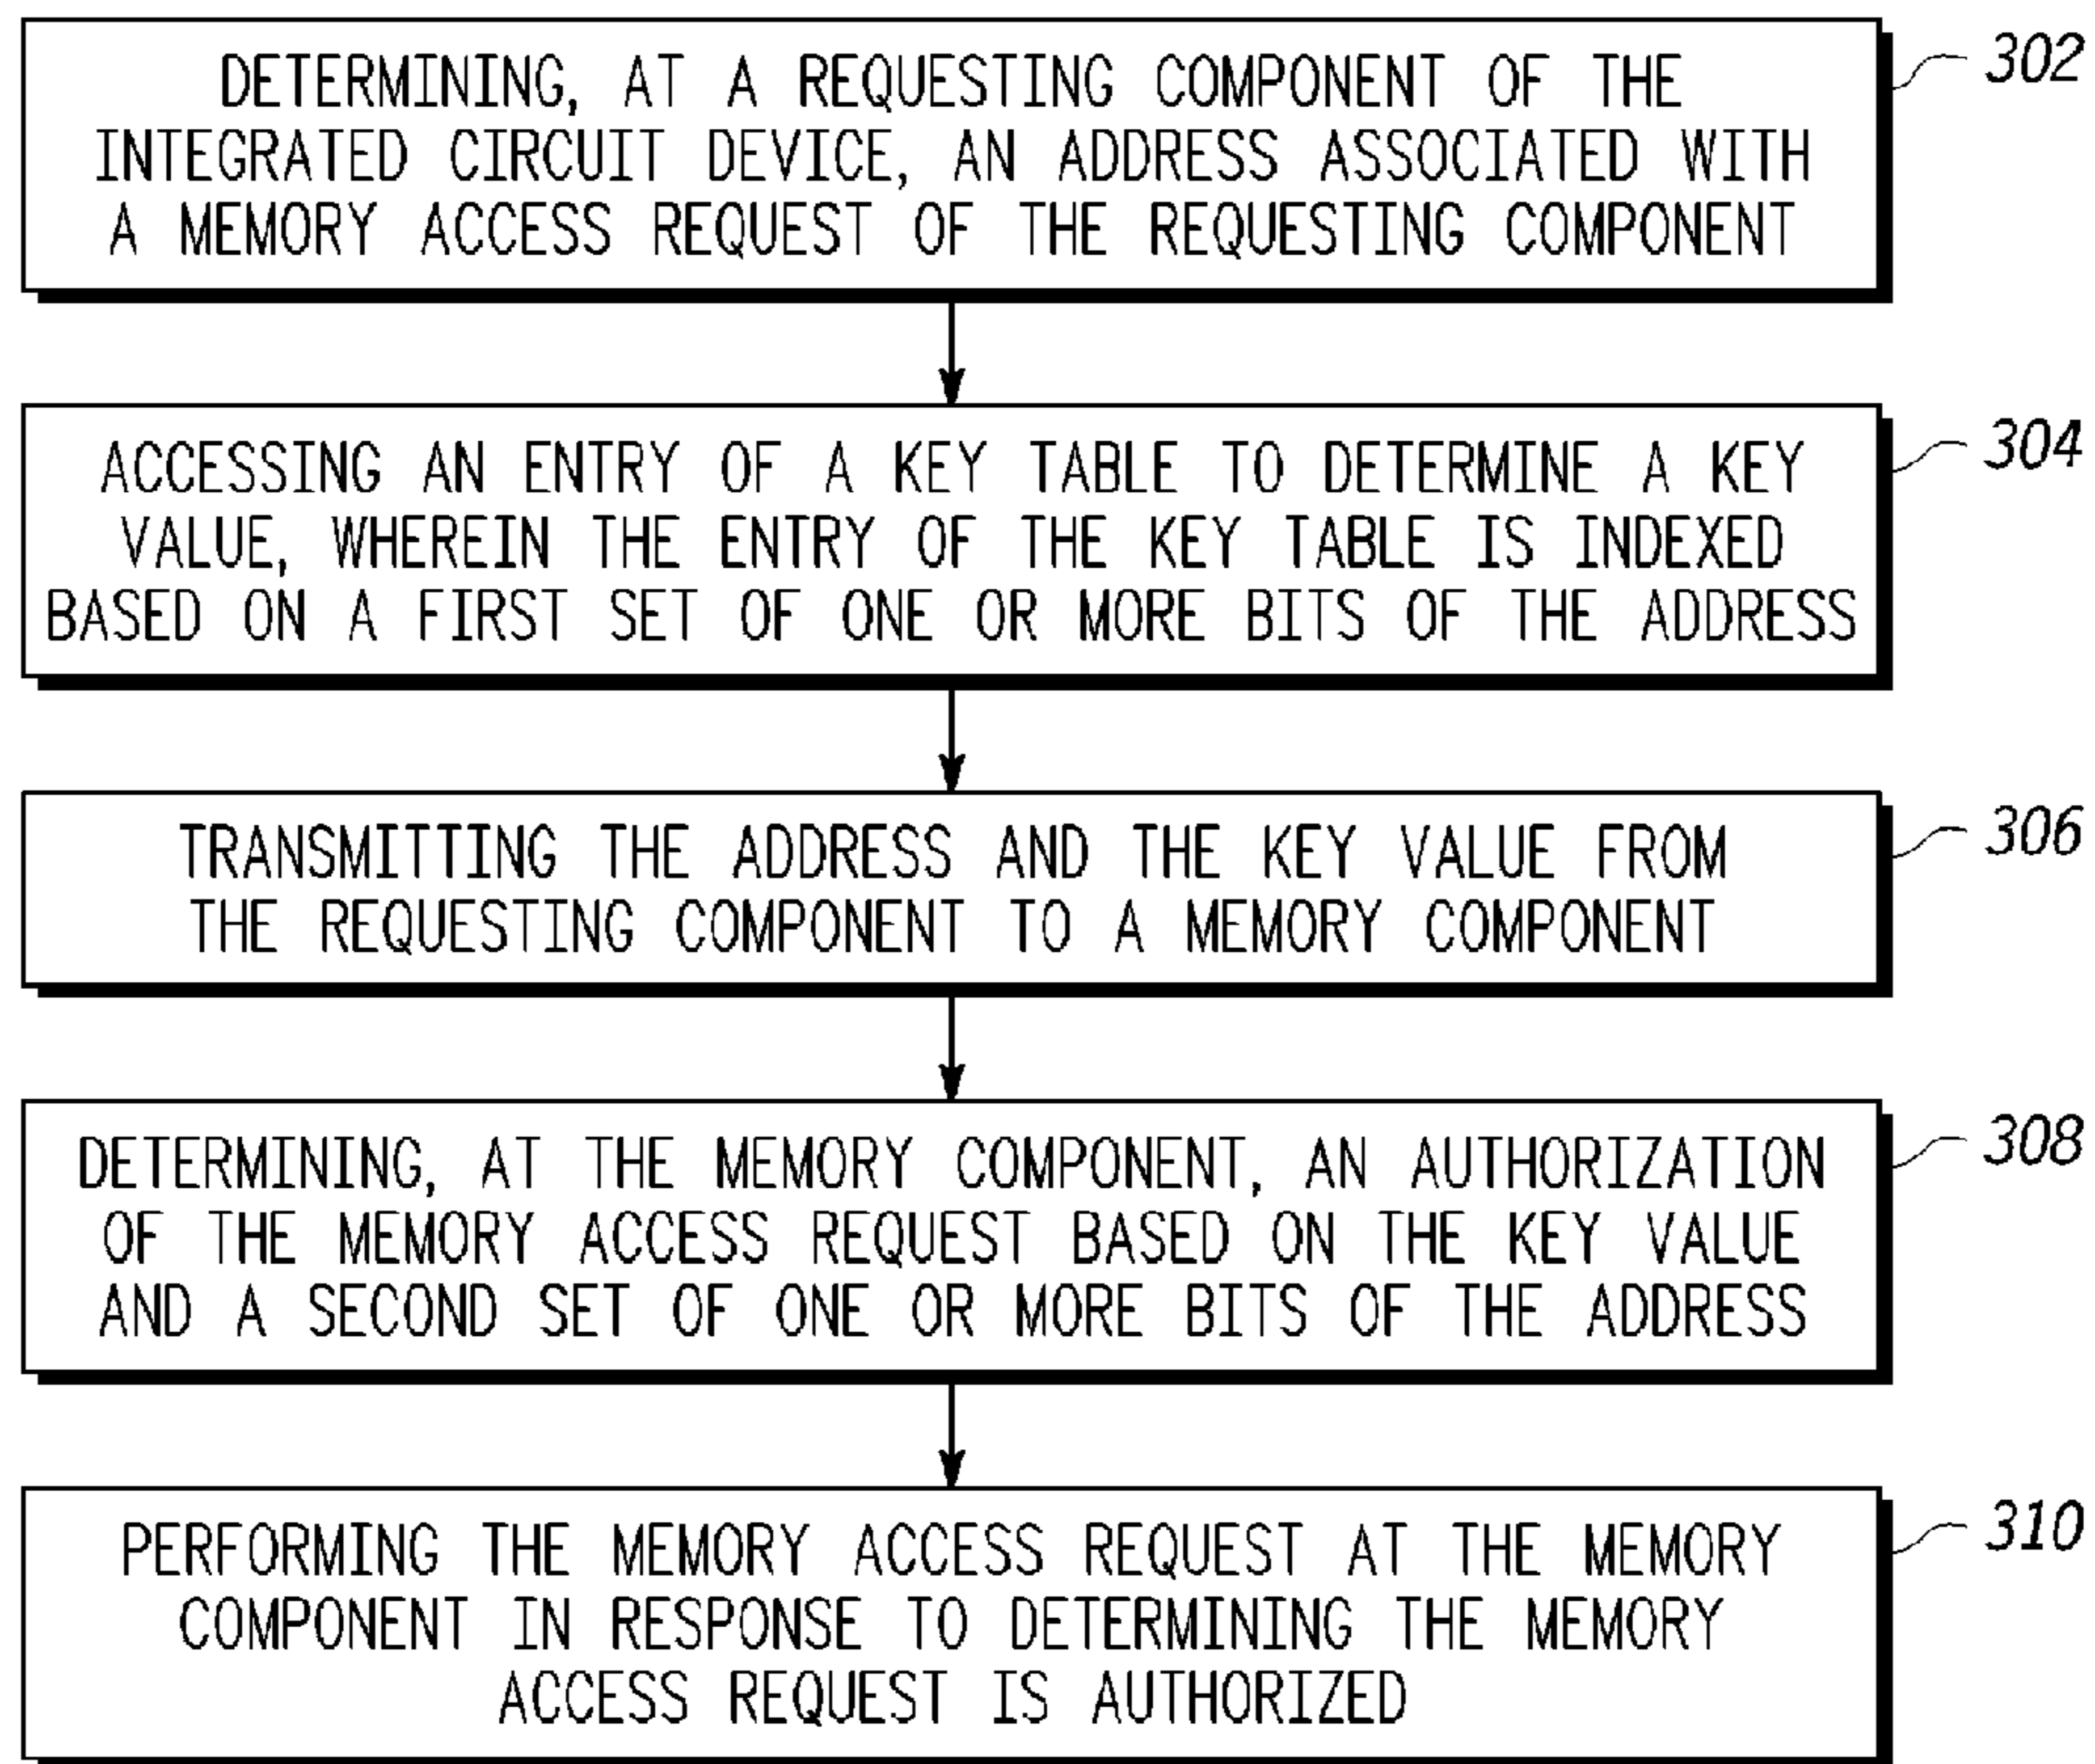 DETERMINING, AT A REQUESTING COMPONENT OF THE
INTEGRATED CIRCUIT DEVICE, AN ADDRESS ASSOCIATED WITH
A MEMORY ACCESS REQUEST OF THE REQUESTING COMPONENT
302
ACCESSING AN ENTRY OF A KEY TABLE TO DETERMINE A KEY
VALUE, WHEREIN THE ENTRY OF THE KEY TABLE IS INDEXED
BASED ON A FIRST SET OF ONE OR MORE BITS OF THE ADDRESS
304
TRANSMITTING THE ADDRESS AND THE KEY VALUE FROM
THE REQUESTING COMPONENT TO A MEMORY COMPONENT
306
DETERMINING, AT THE MEMORY COMPONENT, AN AUTHORIZATION
OF THE MEMORY ACCESS REQUEST BASED ON THE KEY VALUE
AND A SECOND SET OF ONE OR MORE BITS OF THE ADDRESS
308
PERFORMING THE MEMORY ACCESS REQUEST AT THE MEMORY
COMPONENT IN RESPONSE TO DETERMINING THE MEMORY
ACCESS REQUEST IS AUTHORIZED
310